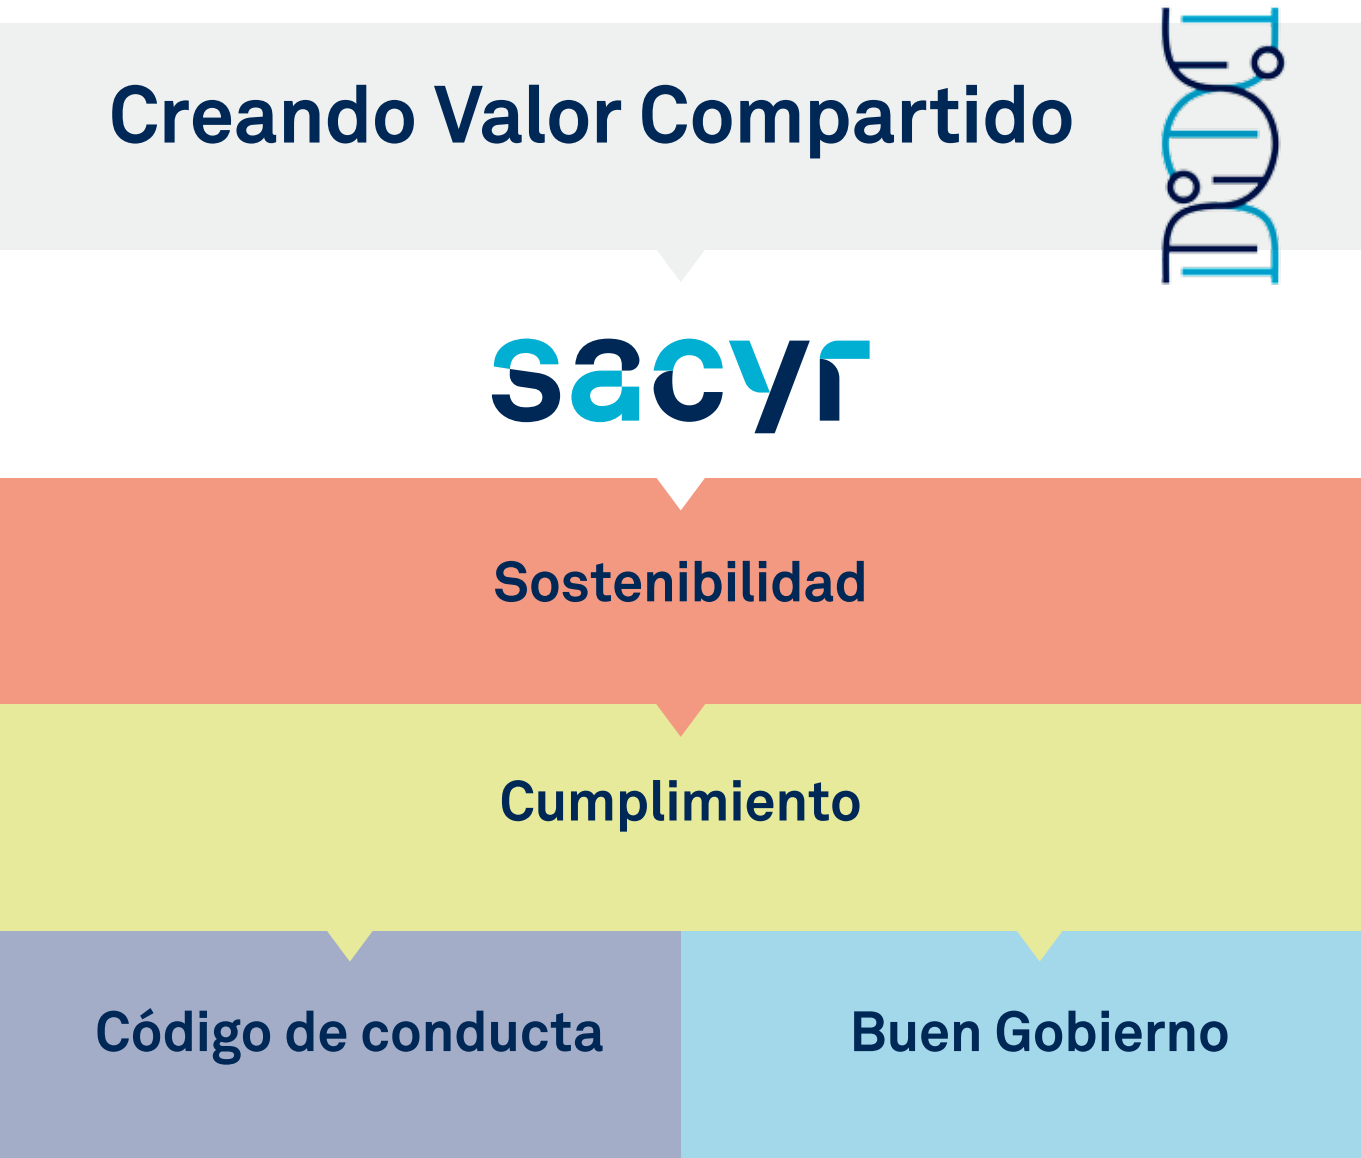 Creando Valor Compartido
sacyr
Sostenibilidad
Cumplimiento
Código de conducta
Buen Gobierno